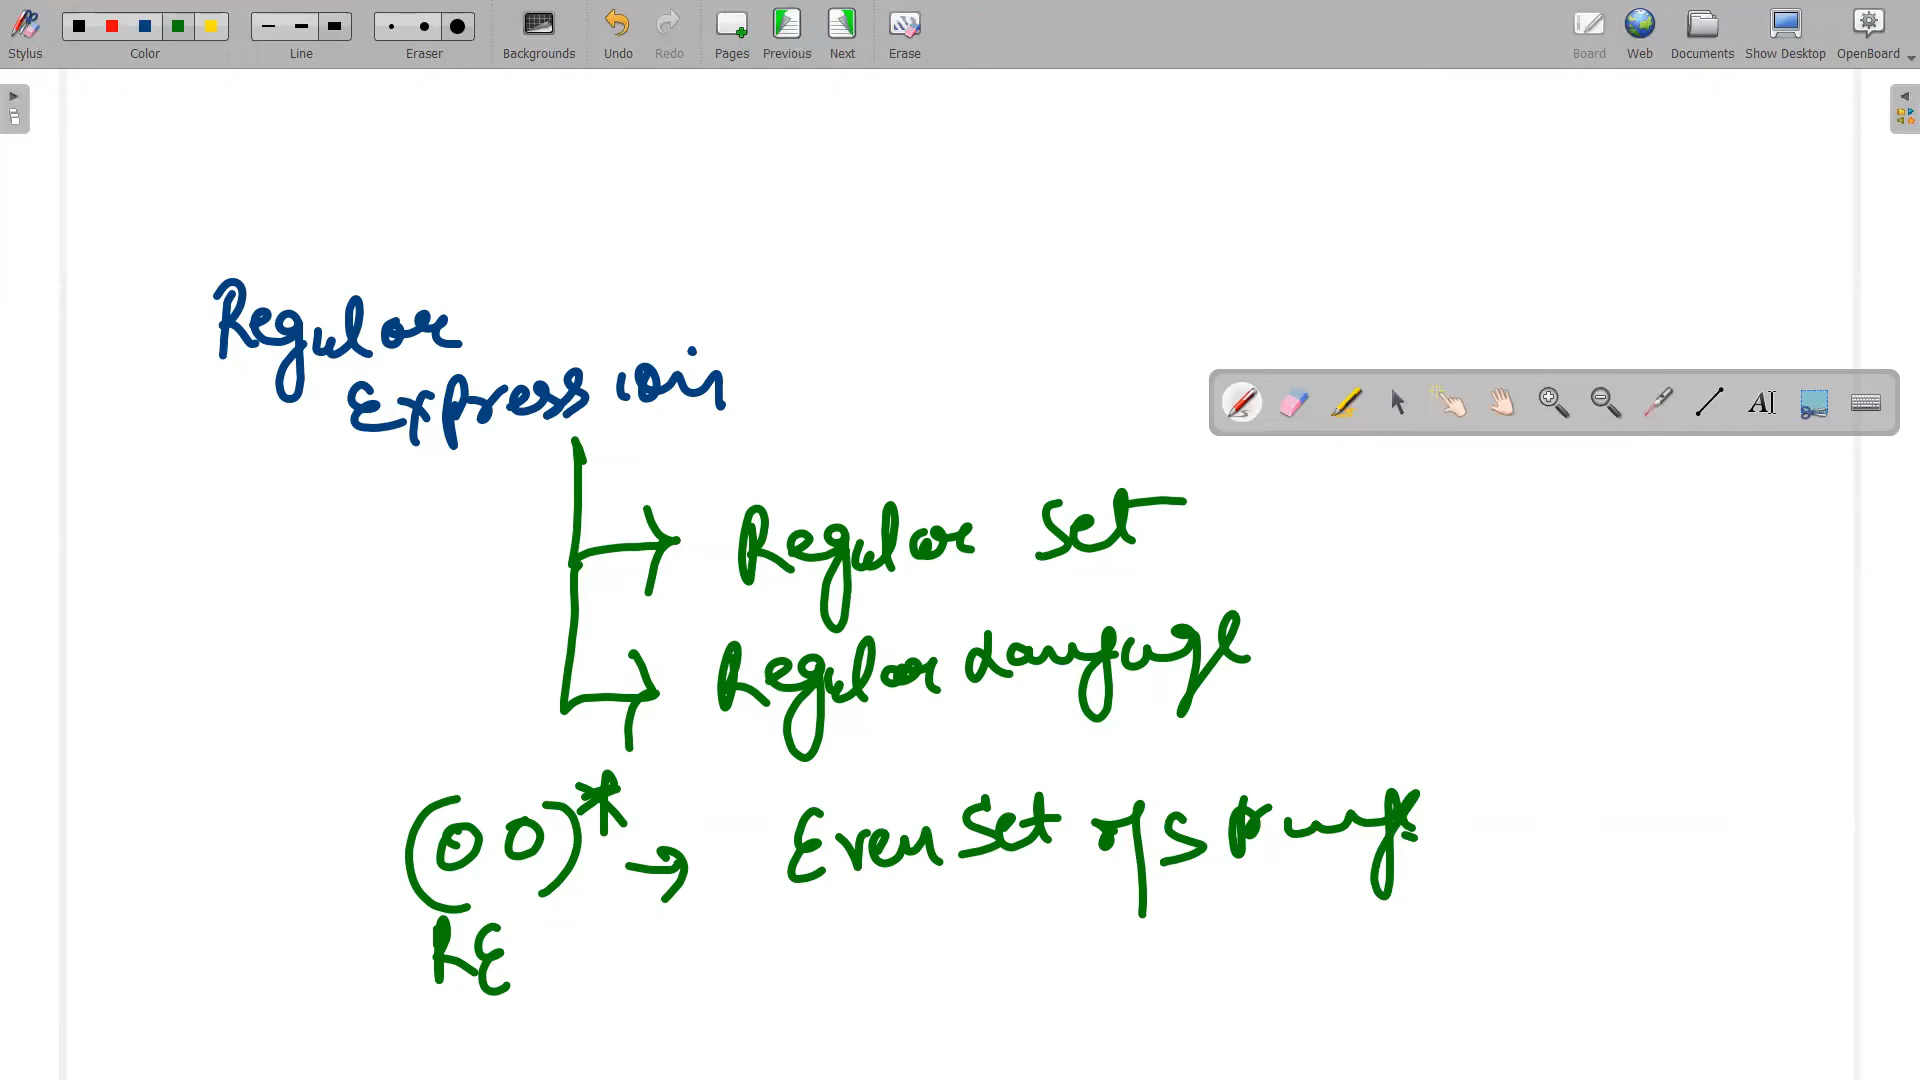 Stylus Color Line Eraser Backgrounds Undo Redo Pages Previous Next Erase Board Web Documents Show Desktop OpenBoard
Regular
Expression
Regular Set
Regular Language
(00)* → Even Set of strings
RE